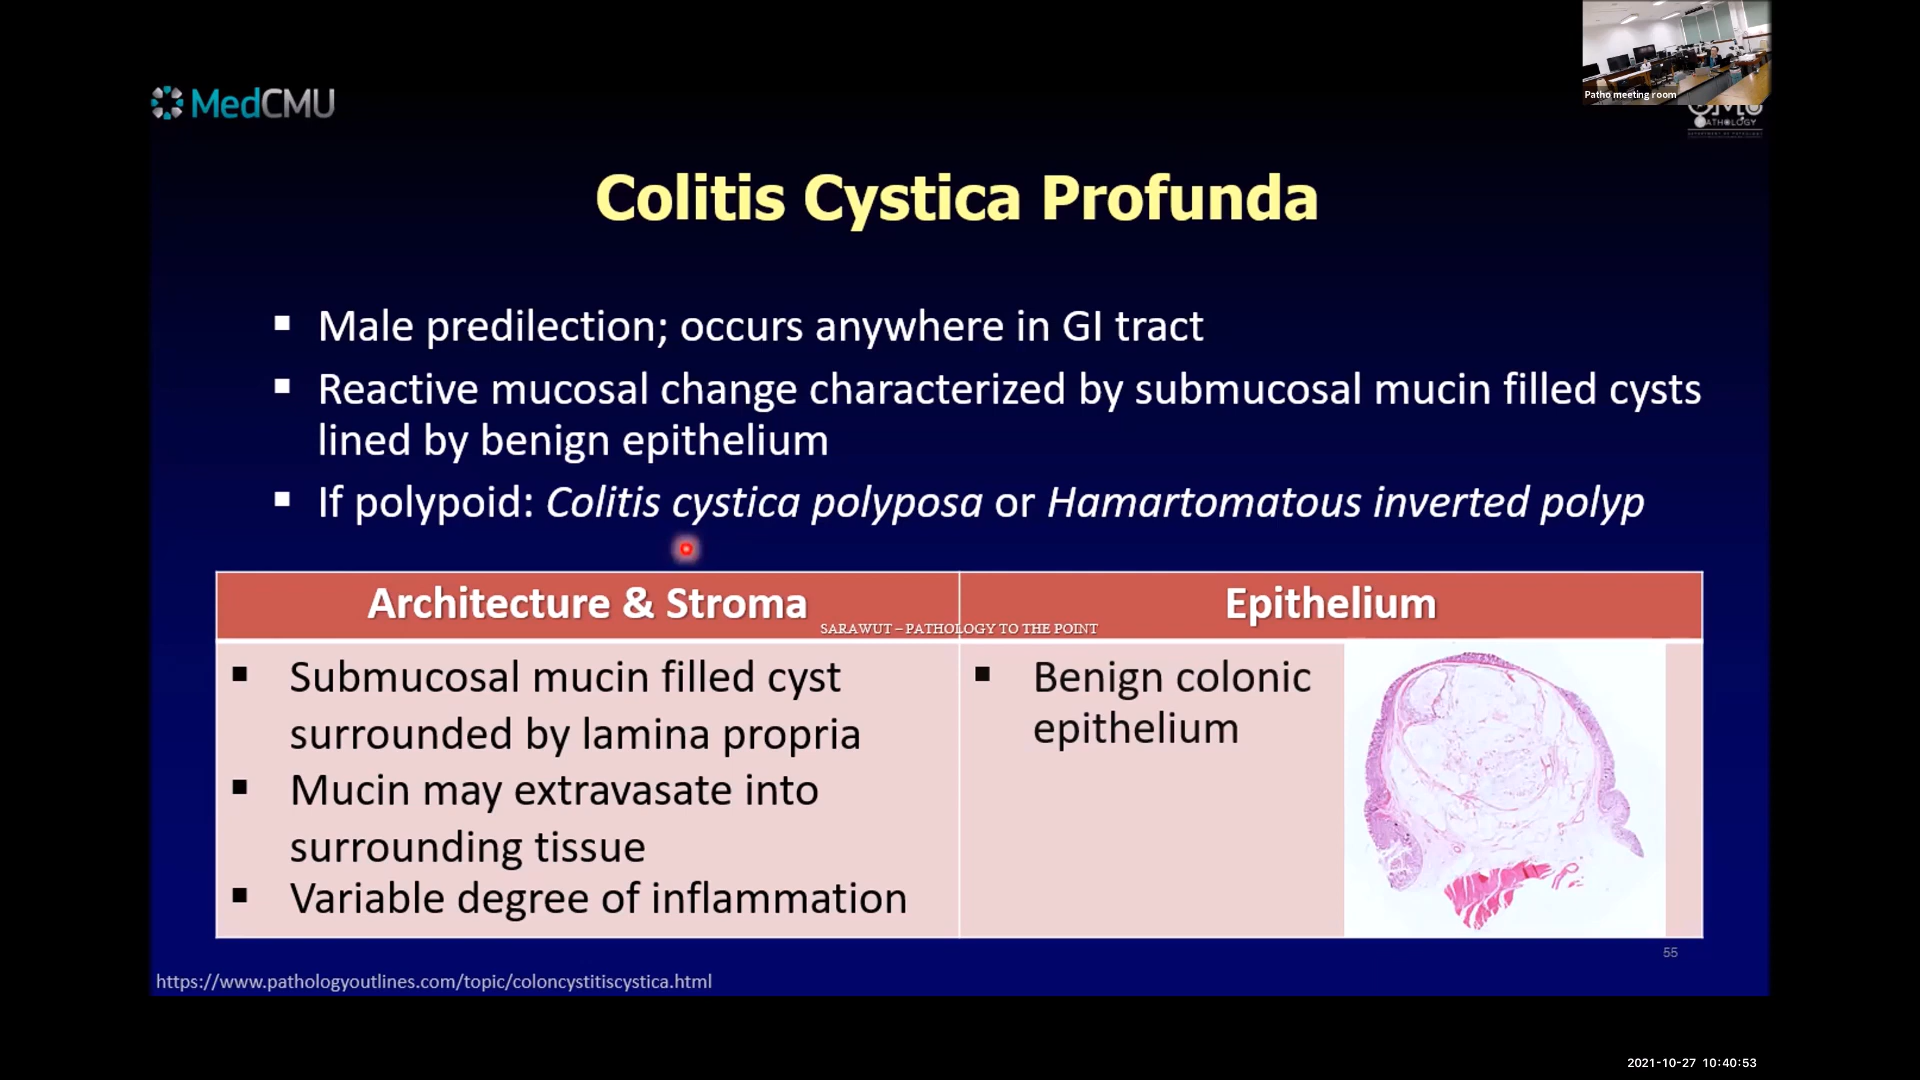 Patho meeting room
MedCMU
PATHOLOGY
Colitis Cystica Profunda
▪ Male predilection; occurs anywhere in GI tract
▪ Reactive mucosal change characterized by submucosal mucin filled cysts
lined by benign epithelium
▪ If polypoid: Colitis cystica polyposa or Hamartomatous inverted polyp
Architecture & Stroma
Epithelium
SARAWUT – PATHOLOGY TO THE POINT
▪ Submucosal mucin filled cyst
surrounded by lamina propria
▪ Mucin may extravasate into
surrounding tissue
▪ Variable degree of inflammation
▪ Benign colonic
epithelium
55
https://www.pathologyoutlines.com/topic/coloncystitiscystica.html
2021-10-27 10:40:53